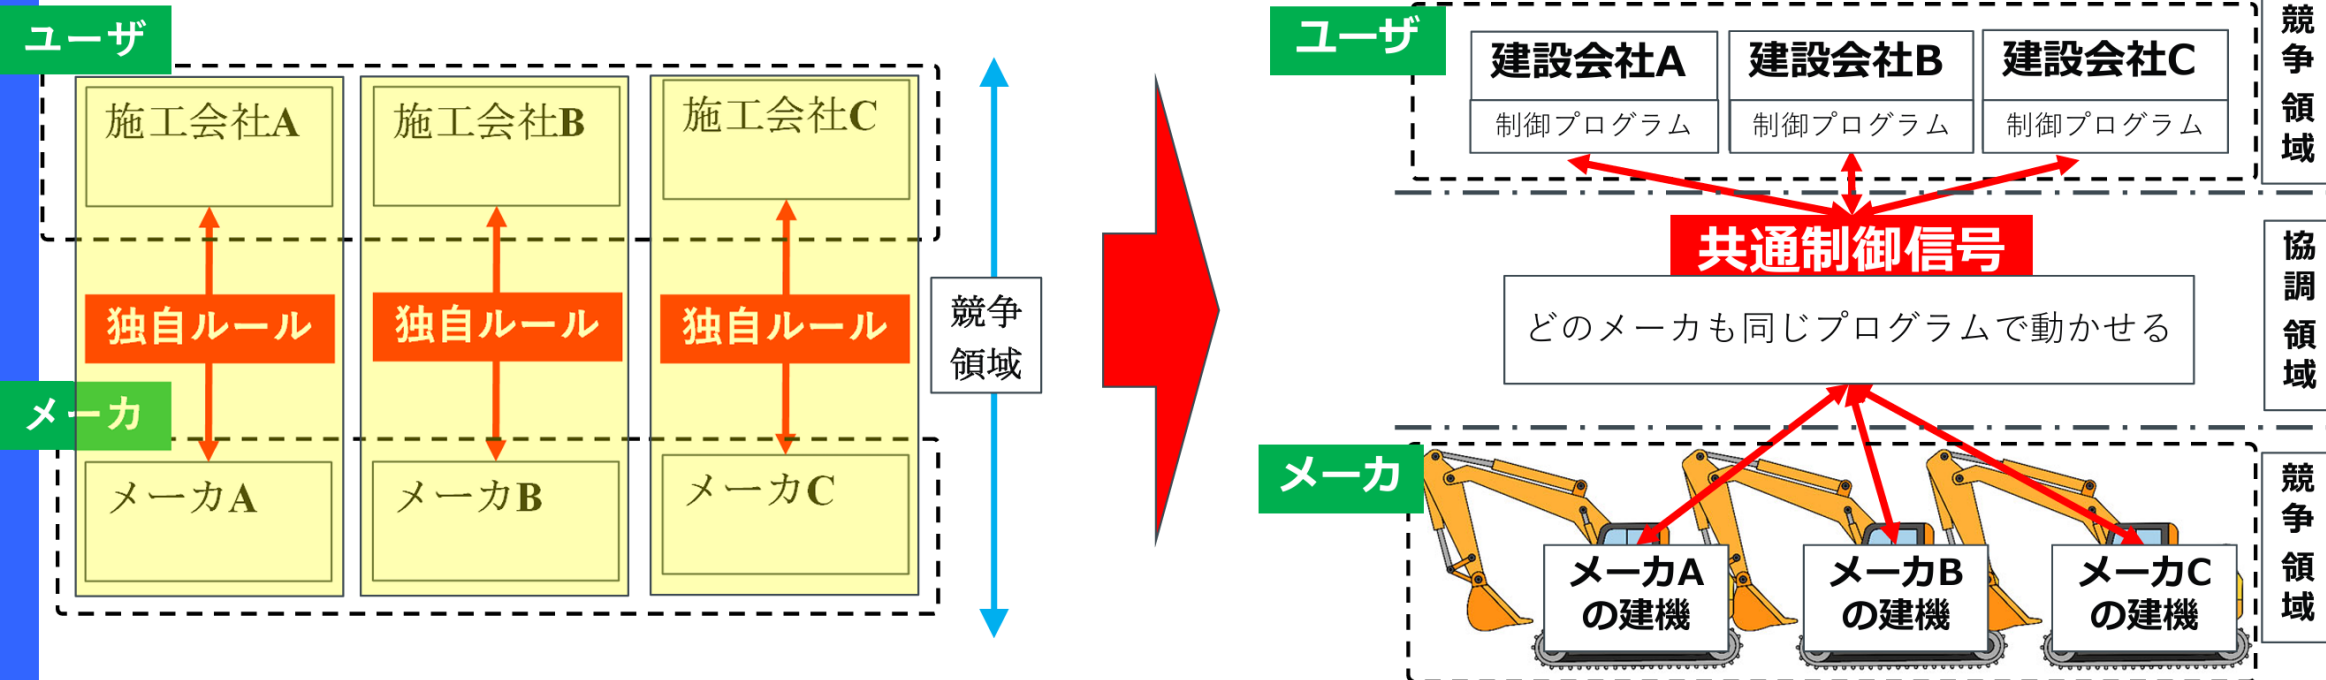 ユーザ
施工会社A
施工会社B
施工会社C
独自ルール
独自ルール
独自ルール
競争
領域
メーカ
メーカA
メーカB
メーカC
ユーザ
建設会社A
建設会社B
建設会社C
制御プログラム
制御プログラム
制御プログラム
競争領域
共通制御信号
どのメーカも同じプログラムで動かせる
協調領域
メーカ
メーカA
の建機
メーカB
の建機
メーカC
の建機
競争領域